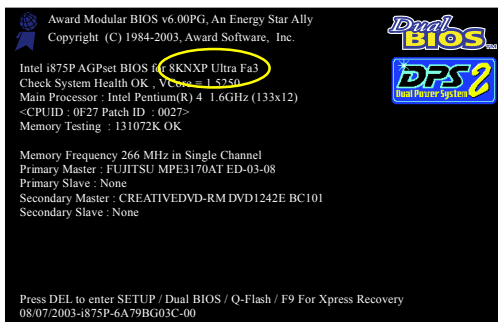 Award Modular BIOS v6.00PG, An Energy Star Ally
Copyright (C) 1984-2003, Award Software, Inc.
Dual
BIOS TM
DPS2
Dual Power System
Intel i875P AGPset BIOS for 8KNXP Ultra Fa3
Check System Health OK , VCore = 1.5250
Main Processor : Intel Pentium(R) 4 1.6GHz (133x12)
<CPUID : 0F27 Patch ID : 0027>
Memory Testing : 131072K OK
Memory Frequency 266 MHz in Single Channel
Primary Master : FUJITSU MPE3170AT ED-03-08
Primary Slave : None
Secondary Master : CREATIVEDVD-RM DVD1242E BC101
Secondary Slave : None
Press DEL to enter SETUP / Dual BIOS / Q-Flash / F9 For Xpress Recovery
08/07/2003-i875P-6A79BG03C-00